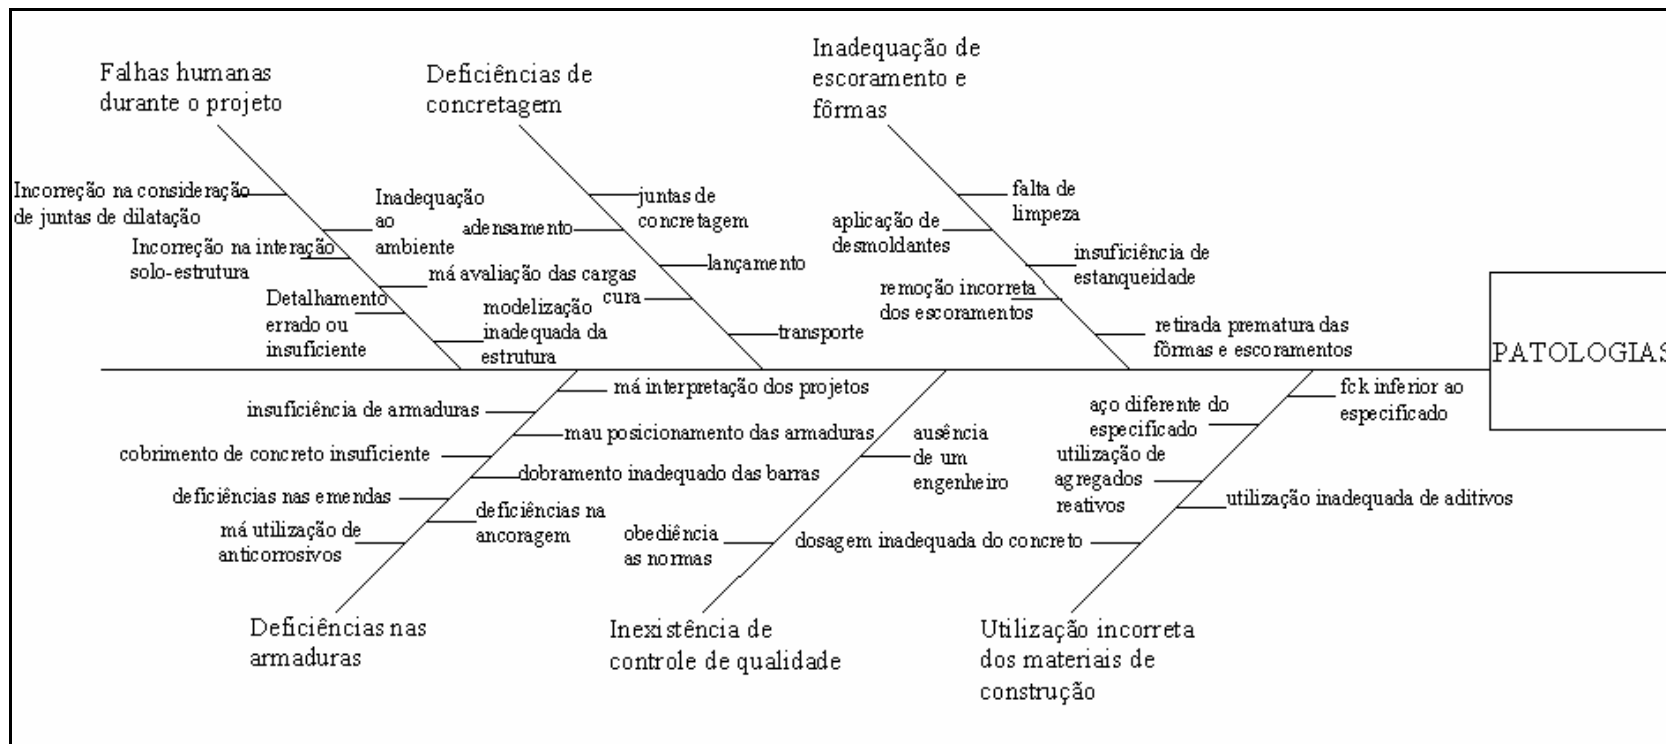 Falhas humanas
durante o projeto
Incorreção na consideração
de juntas de dilatação
Inadequação
ao
ambiente
Incorreção na interação
solo-estrutura
má avaliação das cargas
Detalhamento
errado ou
insuficiente
modelização
inadequada da
estrutura
Deficiências de
concretagem
juntas de
concretagem
adensamento
lançamento
cura
transporte
Inadequação de
escoramento e
fôrmas
falta de
limpeza
aplicação de
desmoldantes
insuficiência de
estanqueidade
remoção incorreta
dos escoramentos
retirada prematura das
fôrmas e escoramentos
PATOLOGIAS
má interpretação dos projetos
insuficiência de armaduras
mau posicionamento das armaduras
cobrimento de concreto insuficiente
dobramento inadequado das barras
deficiências nas emendas
deficiências na
ancoragem
má utilização de
anticorrosivos
Deficiências nas
armaduras
ausência
de um
engenheiro
obediência
as normas
Inexistência de
controle de qualidade
fck inferior ao
especificado
aço diferente do
especificado
utilização de
agregados
reativos
utilização inadequada de aditivos
dosagem inadequada do concreto
Utilização incorreta
dos materiais de
construção